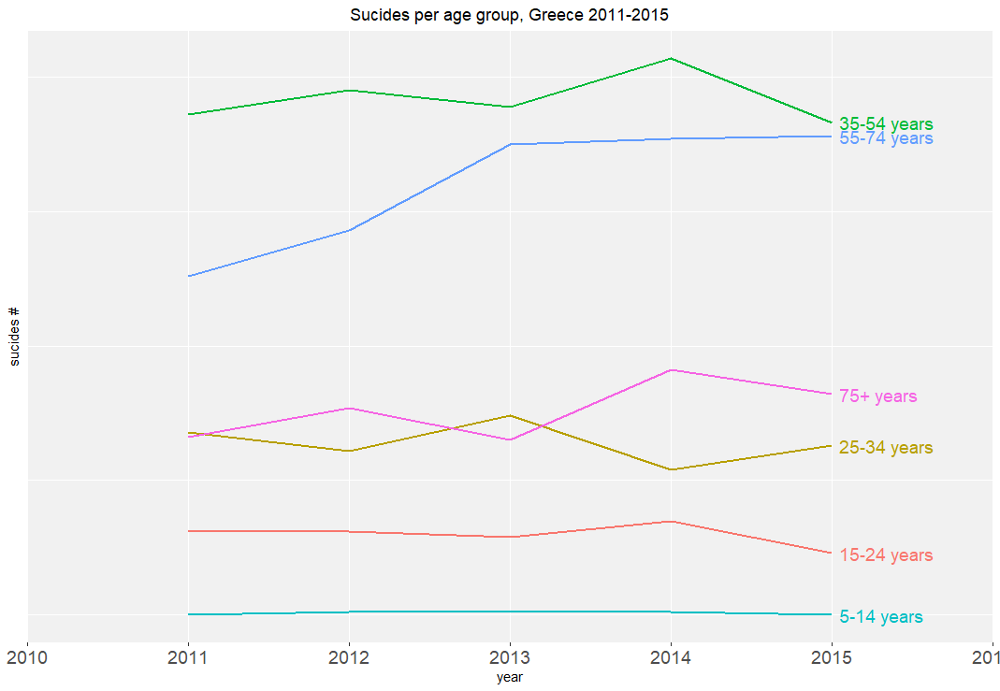 Sucides per age group, Greece 2011-2015
35-54 years
55-74 years
sucides #
75+ years
25-34 years
15-24 years
5-14 years
2010 2011 2012 2013 2014 2015 201
year